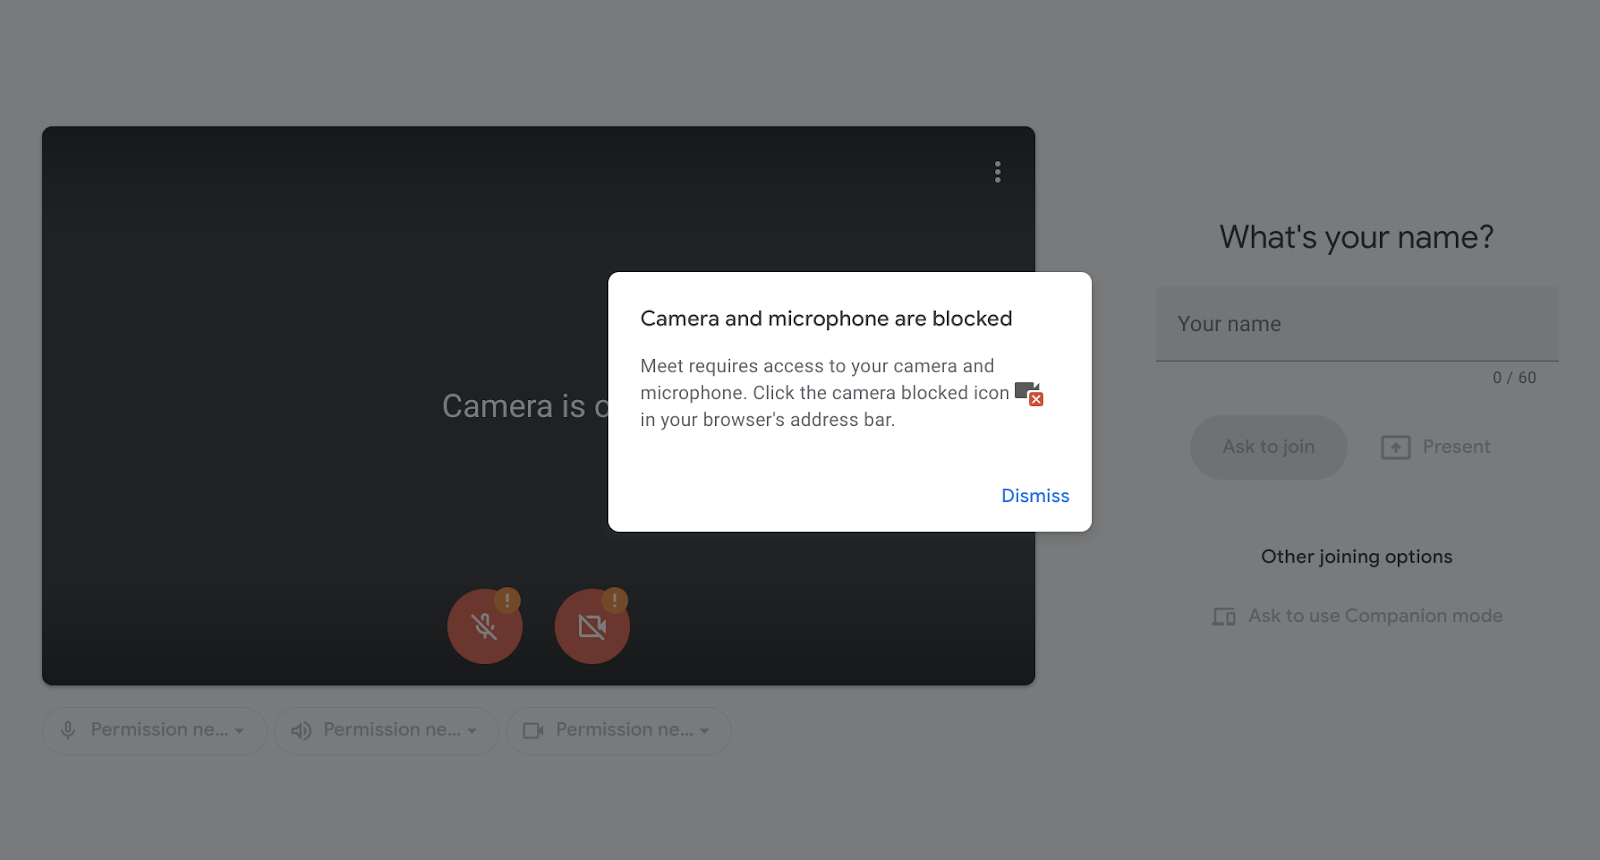 Camera is o
Camera and microphone are blocked
Meet requires access to your camera and
microphone. Click the camera blocked icon
in your browser's address bar.
Dismiss
Permission ne...
Permission ne...
Permission ne...
What's your name?
Your name
0 / 60
Ask to join
Present
Other joining options
Ask to use Companion mode